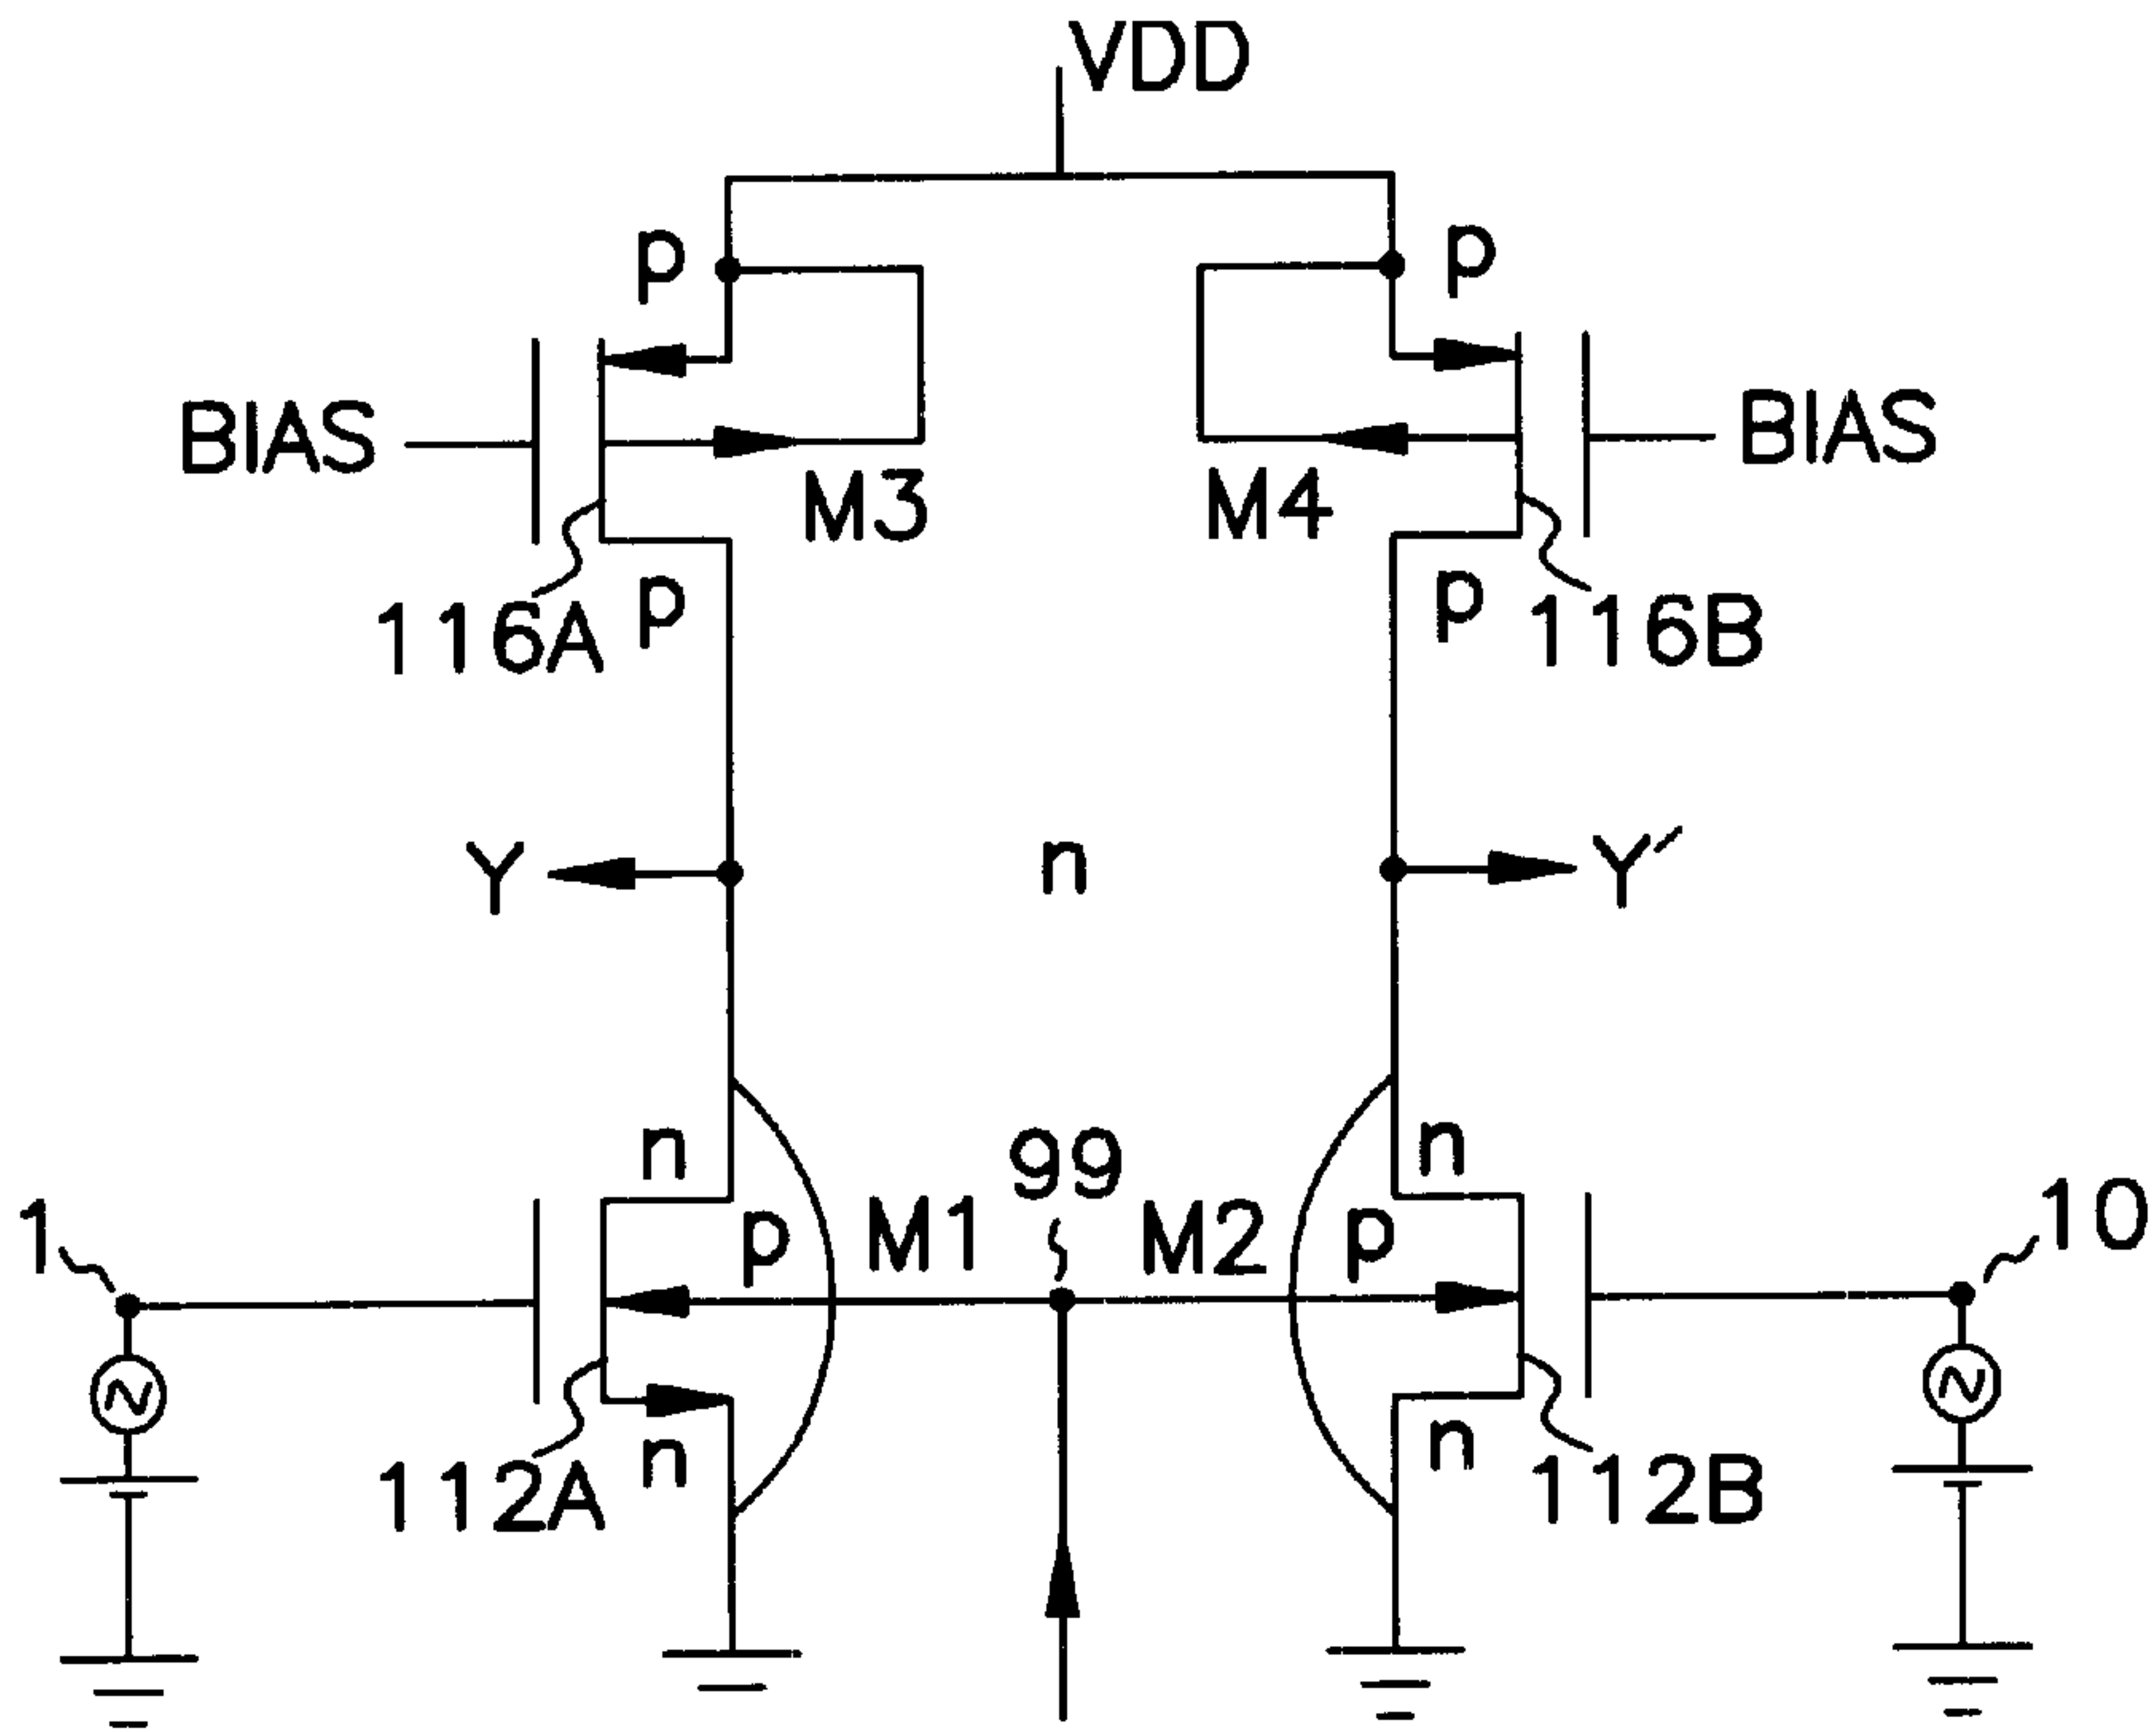 VDD
p p
BIAS BIAS
M3 M4
116A p p 116B
Y n Y′
n 99 n
1 p M1 M2 p 10
112A n n 112B